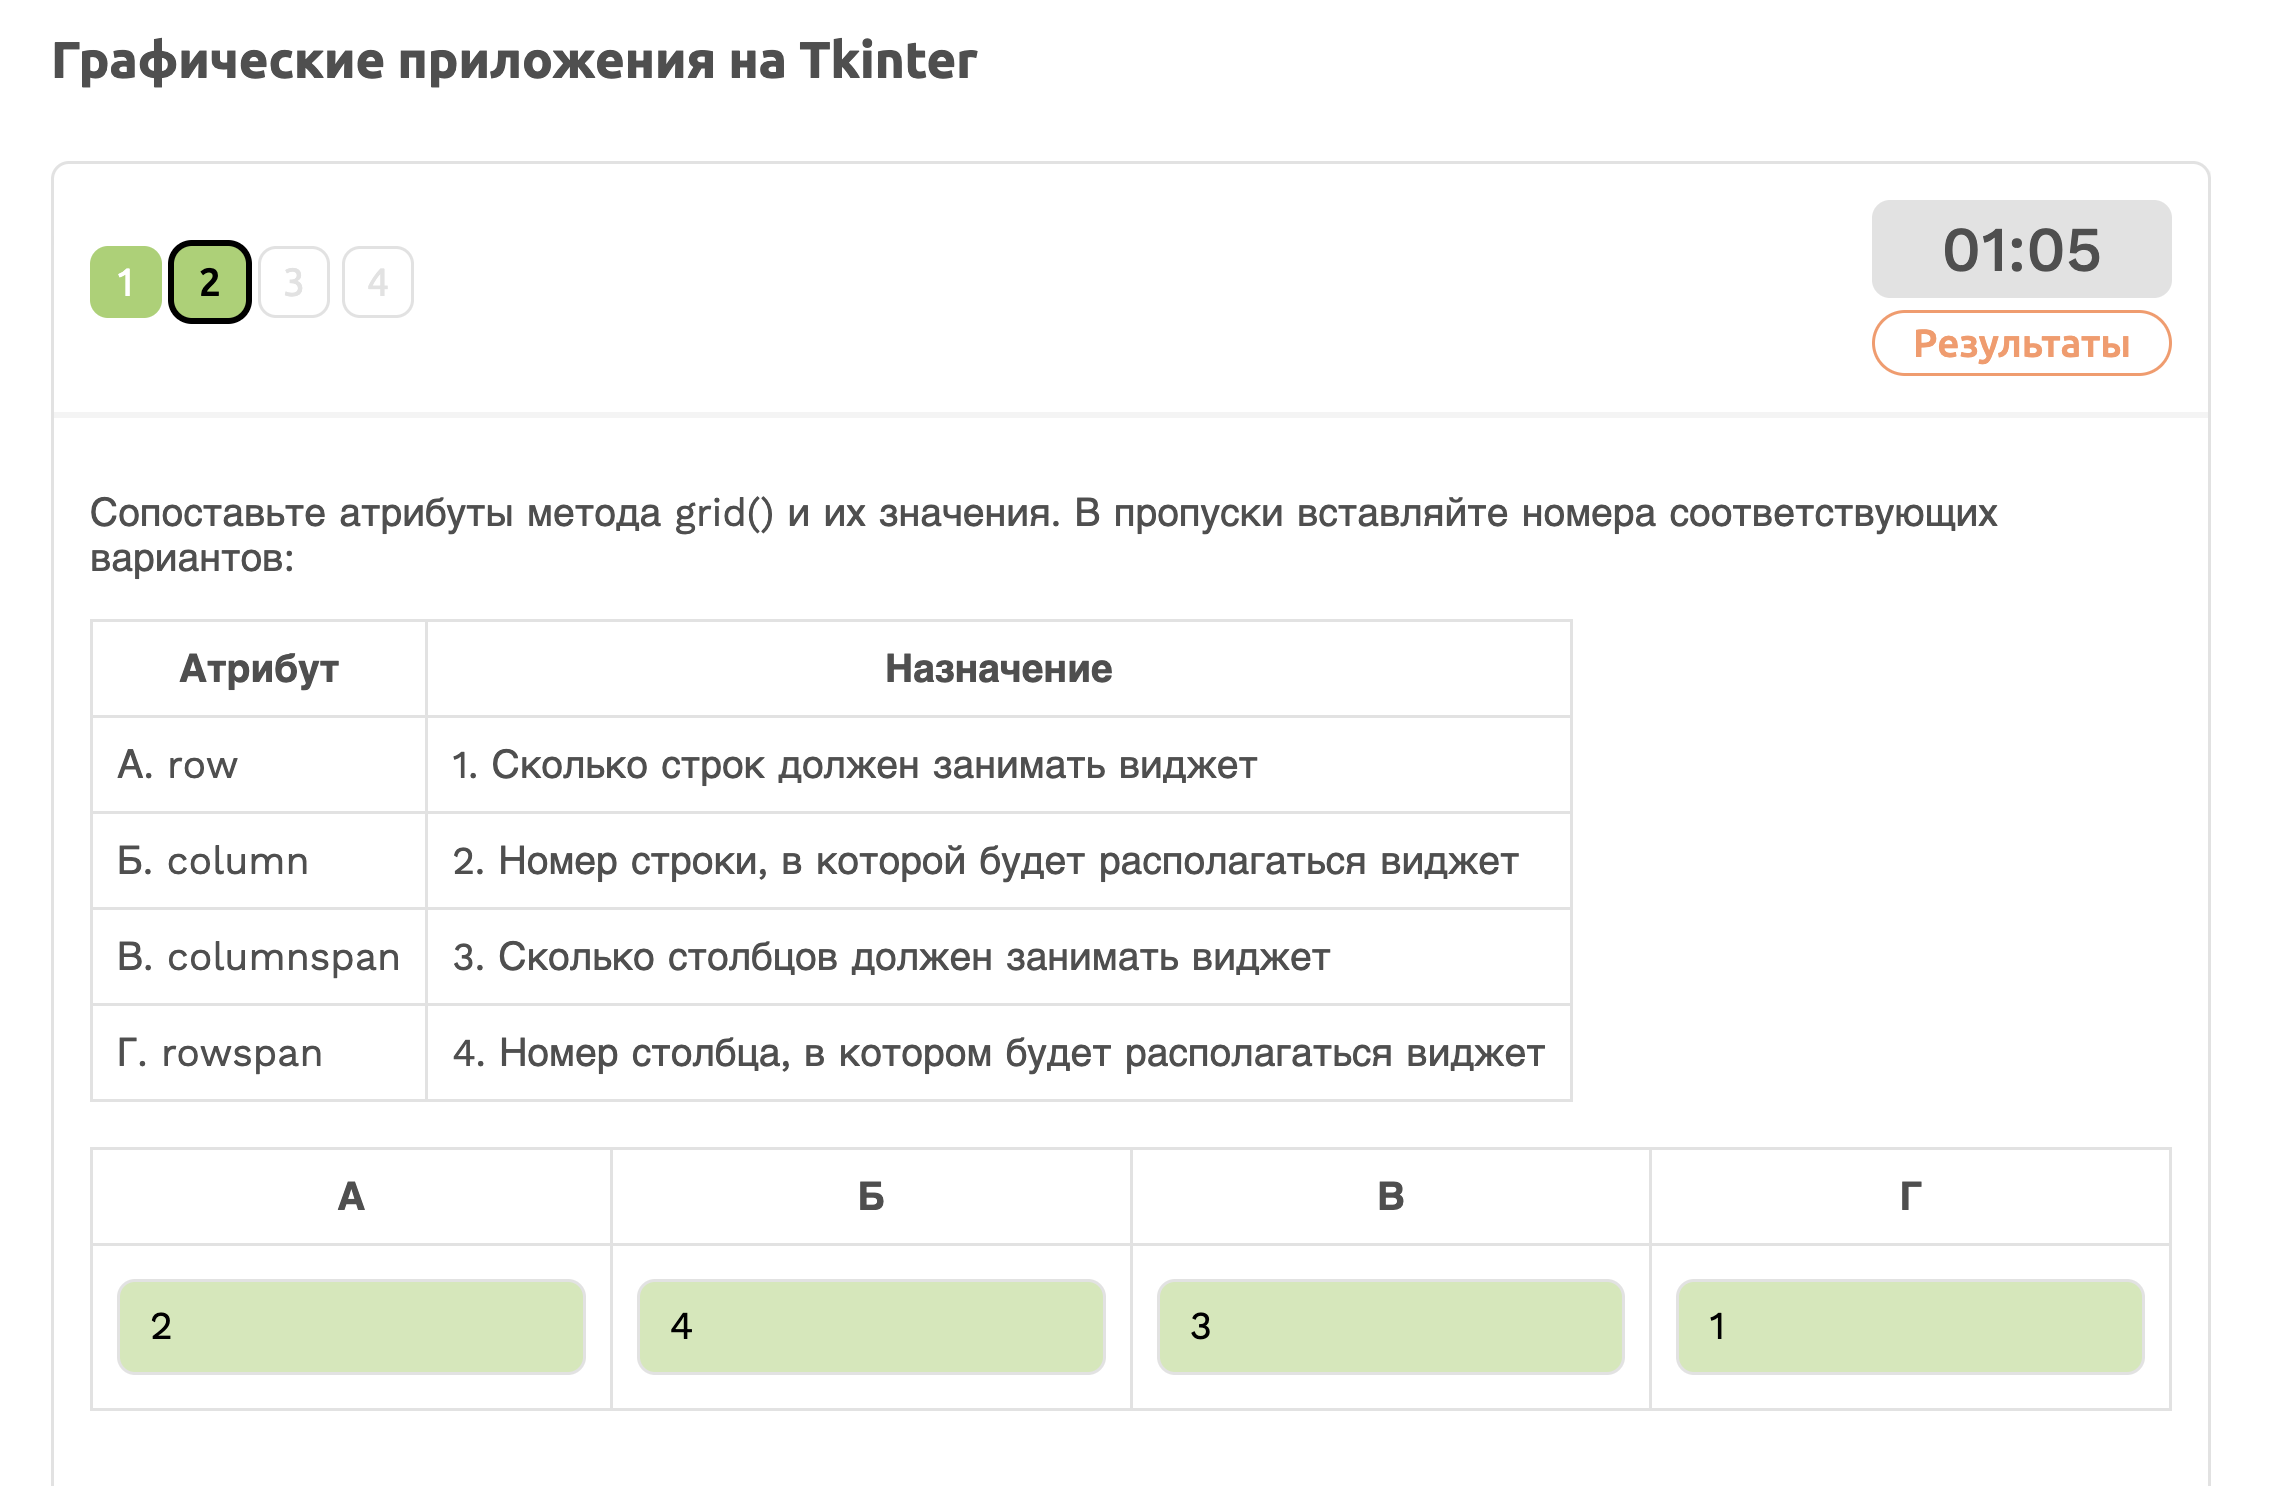 Графические приложения на Tkinter
1 2 3 4
01:05
Результаты
Сопоставьте атрибуты метода grid() и их значения. В пропуски вставляйте номера соответствующих
вариантов:
Атрибут Назначение
А. row 1. Сколько строк должен занимать виджет
Б. column 2. Номер строки, в которой будет располагаться виджет
В. columnspan 3. Сколько столбцов должен занимать виджет
Г. rowspan 4. Номер столбца, в котором будет располагаться виджет
А Б В Г
2 4 3 1